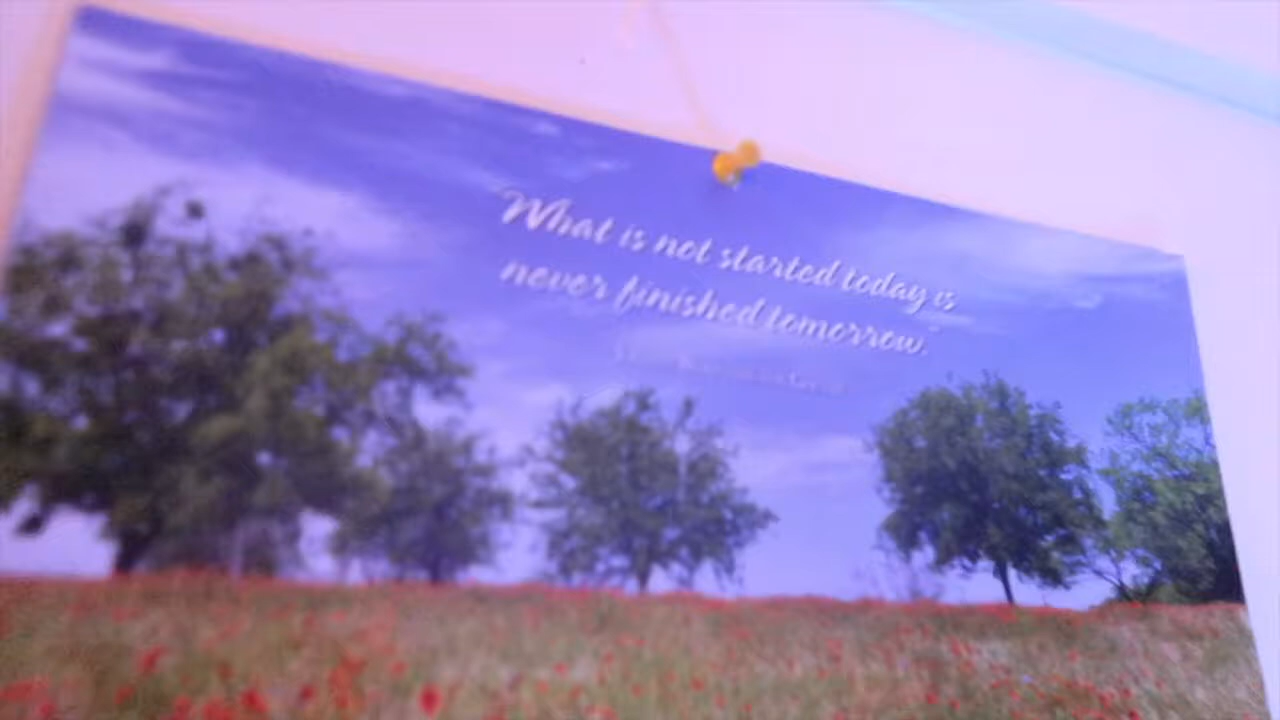 "What is not started today is
never finished tomorrow."